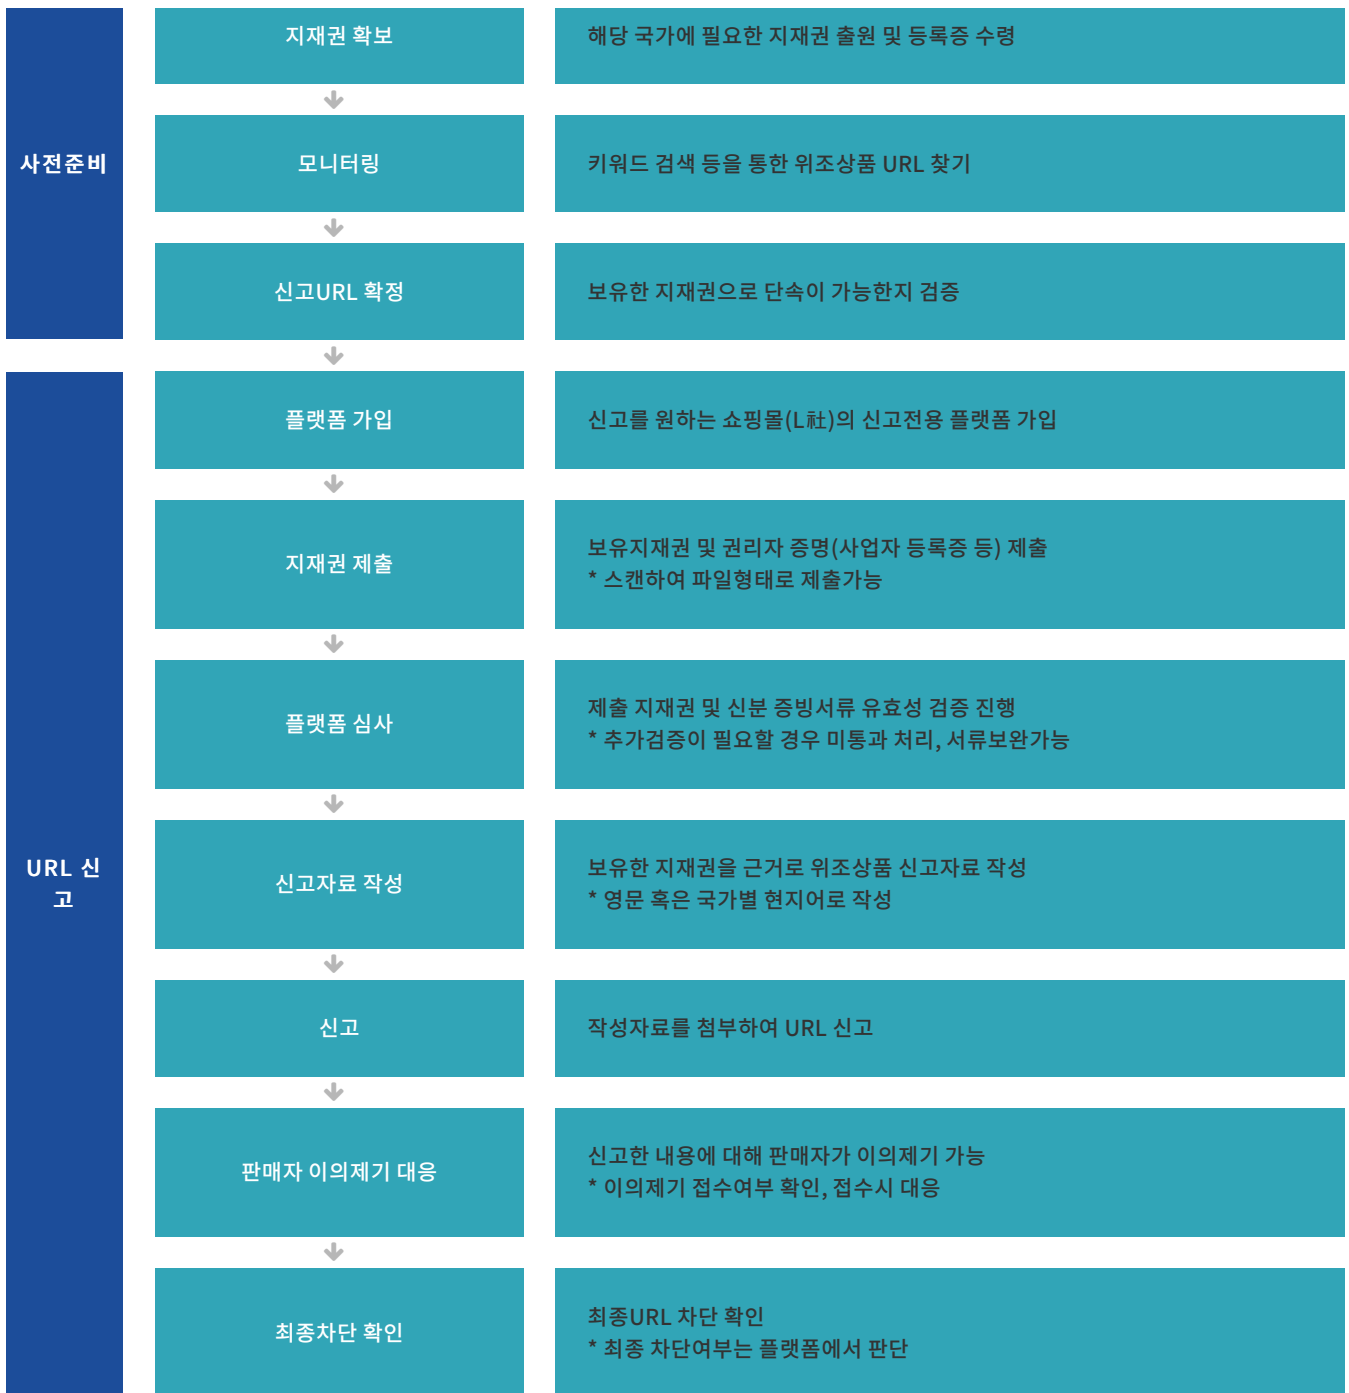 사전준비
지재권 확보
해당 국가에 필요한 지재권 출원 및 등록증 수령
모니터링
키워드 검색 등을 통한 위조상품 URL 찾기
신고URL 확정
보유한 지재권으로 단속이 가능한지 검증
URL 신
고
플랫폼 가입
신고를 원하는 쇼핑몰(L社)의 신고전용 플랫폼 가입
지재권 제출
보유지재권 및 권리자 증명(사업자 등록증 등) 제출
* 스캔하여 파일형태로 제출가능
플랫폼 심사
제출 지재권 및 신분 증빙서류 유효성 검증 진행
* 추가검증이 필요할 경우 미통과 처리, 서류보완가능
신고자료 작성
보유한 지재권을 근거로 위조상품 신고자료 작성
* 영문 혹은 국가별 현지어로 작성
신고
작성자료를 첨부하여 URL 신고
판매자 이의제기 대응
신고한 내용에 대해 판매자가 이의제기 가능
* 이의제기 접수여부 확인, 접수시 대응
최종차단 확인
최종URL 차단 확인
* 최종 차단여부는 플랫폼에서 판단